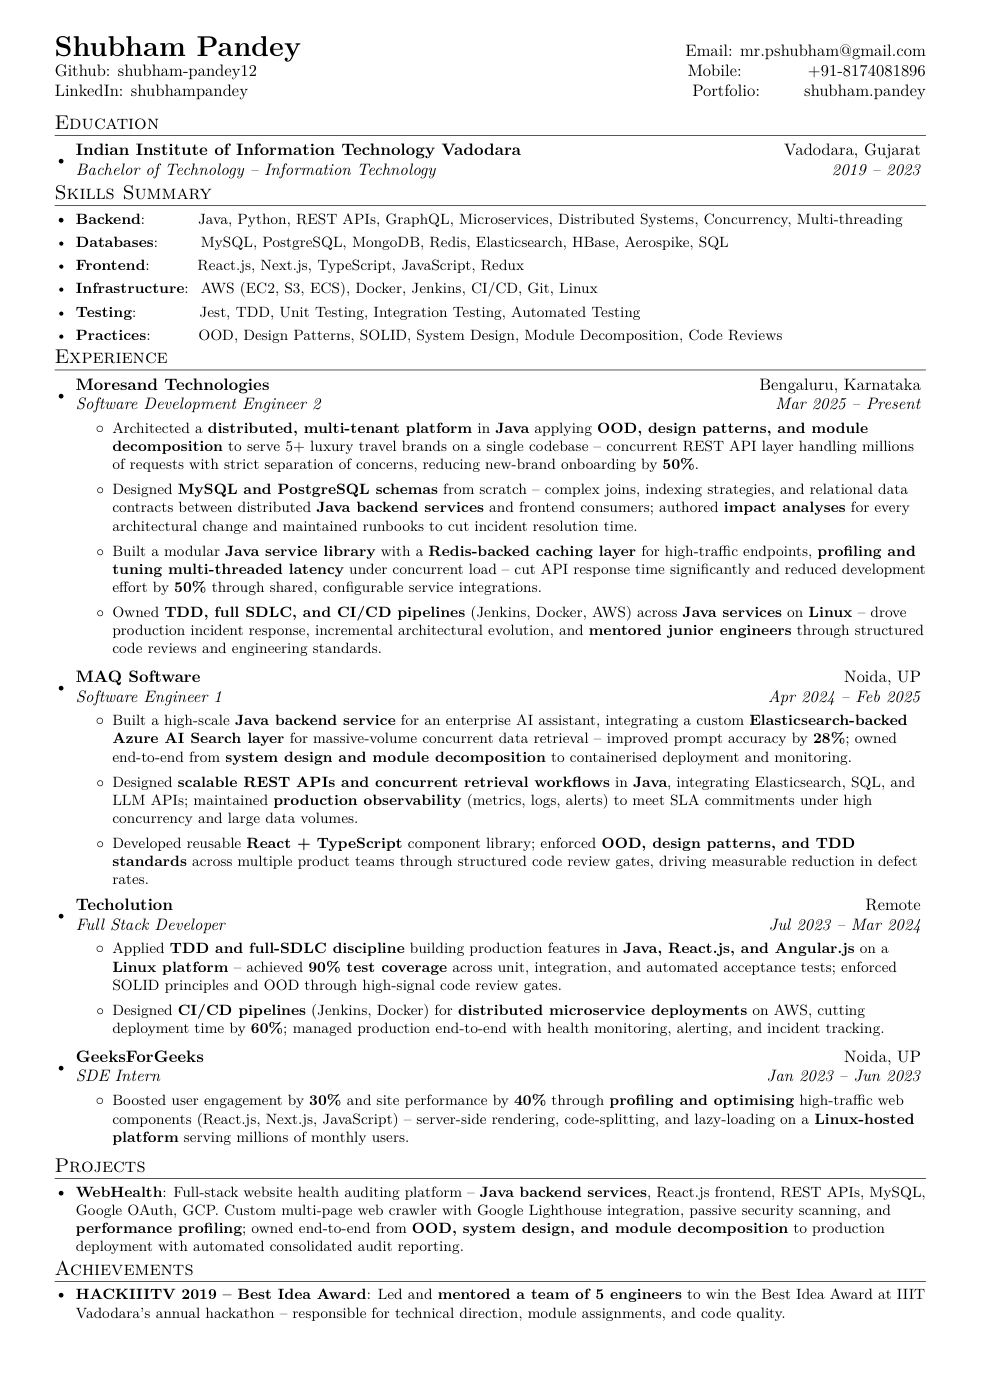 Shubham Pandey
Github: shubham-pandey12
LinkedIn: shubhampandey
Email: mr.pshubham@gmail.com
Mobile: +91-8174081896
Portfolio: shubham.pandey
Education
• Indian Institute of Information Technology Vadodara Vadodara, Gujarat
Bachelor of Technology – Information Technology 2019 – 2023
Skills Summary
• Backend: Java, Python, REST APIs, GraphQL, Microservices, Distributed Systems, Concurrency, Multi-threading
• Databases: MySQL, PostgreSQL, MongoDB, Redis, Elasticsearch, HBase, Aerospike, SQL
• Frontend: React.js, Next.js, TypeScript, JavaScript, Redux
• Infrastructure: AWS (EC2, S3, ECS), Docker, Jenkins, CI/CD, Git, Linux
• Testing: Jest, TDD, Unit Testing, Integration Testing, Automated Testing
• Practices: OOD, Design Patterns, SOLID, System Design, Module Decomposition, Code Reviews
Experience
• Moresand Technologies Bengaluru, Karnataka
Software Development Engineer 2 Mar 2025 – Present
◦ Architected a distributed, multi-tenant platform in Java applying OOD, design patterns, and module
decomposition to serve 5+ luxury travel brands on a single codebase – concurrent REST API layer handling millions
of requests with strict separation of concerns, reducing new-brand onboarding by 50%.
◦ Designed MySQL and PostgreSQL schemas from scratch – complex joins, indexing strategies, and relational data
contracts between distributed Java backend services and frontend consumers; authored impact analyses for every
architectural change and maintained runbooks to cut incident resolution time.
◦ Built a modular Java service library with a Redis-backed caching layer for high-traffic endpoints, profiling and
tuning multi-threaded latency under concurrent load – cut API response time significantly and reduced development
effort by 50% through shared, configurable service integrations.
◦ Owned TDD, full SDLC, and CI/CD pipelines (Jenkins, Docker, AWS) across Java services on Linux – drove
production incident response, incremental architectural evolution, and mentored junior engineers through structured
code reviews and engineering standards.
• MAQ Software Noida, UP
Software Engineer 1 Apr 2024 – Feb 2025
◦ Built a high-scale Java backend service for an enterprise AI assistant, integrating a custom Elasticsearch-backed
Azure AI Search layer for massive-volume concurrent data retrieval – improved prompt accuracy by 28%; owned
end-to-end from system design and module decomposition to containerised deployment and monitoring.
◦ Designed scalable REST APIs and concurrent retrieval workflows in Java, integrating Elasticsearch, SQL, and
LLM APIs; maintained production observability (metrics, logs, alerts) to meet SLA commitments under high
concurrency and large data volumes.
◦ Developed reusable React + TypeScript component library; enforced OOD, design patterns, and TDD
standards across multiple product teams through structured code review gates, driving measurable reduction in defect
rates.
• Techolution Remote
Full Stack Developer Jul 2023 – Mar 2024
◦ Applied TDD and full-SDLC discipline building production features in Java, React.js, and Angular.js on a
Linux platform – achieved 90% test coverage across unit, integration, and automated acceptance tests; enforced
SOLID principles and OOD through high-signal code review gates.
◦ Designed CI/CD pipelines (Jenkins, Docker) for distributed microservice deployments on AWS, cutting
deployment time by 60%; managed production end-to-end with health monitoring, alerting, and incident tracking.
• GeeksForGeeks Noida, UP
SDE Intern Jan 2023 – Jun 2023
◦ Boosted user engagement by 30% and site performance by 40% through profiling and optimising high-traffic web
components (React.js, Next.js, JavaScript) – server-side rendering, code-splitting, and lazy-loading on a Linux-hosted
platform serving millions of monthly users.
Projects
• WebHealth: Full-stack website health auditing platform – Java backend services, React.js frontend, REST APIs, MySQL,
Google OAuth, GCP. Custom multi-page web crawler with Google Lighthouse integration, passive security scanning, and
performance profiling; owned end-to-end from OOD, system design, and module decomposition to production
deployment with automated consolidated audit reporting.
Achievements
• HACKIIITV 2019 – Best Idea Award: Led and mentored a team of 5 engineers to win the Best Idea Award at IIIT
Vadodara's annual hackathon – responsible for technical direction, module assignments, and code quality.